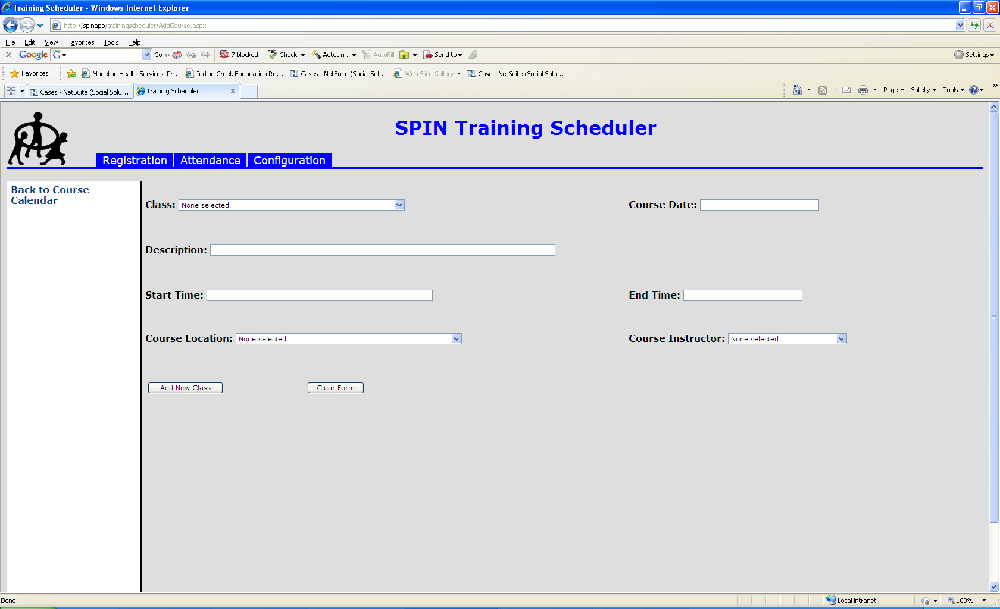 Training Scheduler - Windows Internet Explorer
http://spinapp/trainingscheduler/AddCourse.aspx
File Edit View Favorites Tools Help
x Google G Go 7 blocked ABC Check AutoLink AutoFill Send to Settings
Favorites Magellan Health Services Pr... Indian Creek Foundation Re... Cases - NetSuite (Social Sol... Web Slice Gallery Case - NetSuite (Social Solu...
Cases - NetSuite (Social Solu... Training Scheduler x Page Safety Tools ? »
SPIN Training Scheduler
Registration Attendance Configuration
Back to Course
Calendar
Class: None selected Course Date:
Description:
Start Time: End Time:
Course Location: None selected Course Instructor: None selected
Add New Class Clear Form
Done Local intranet 100%